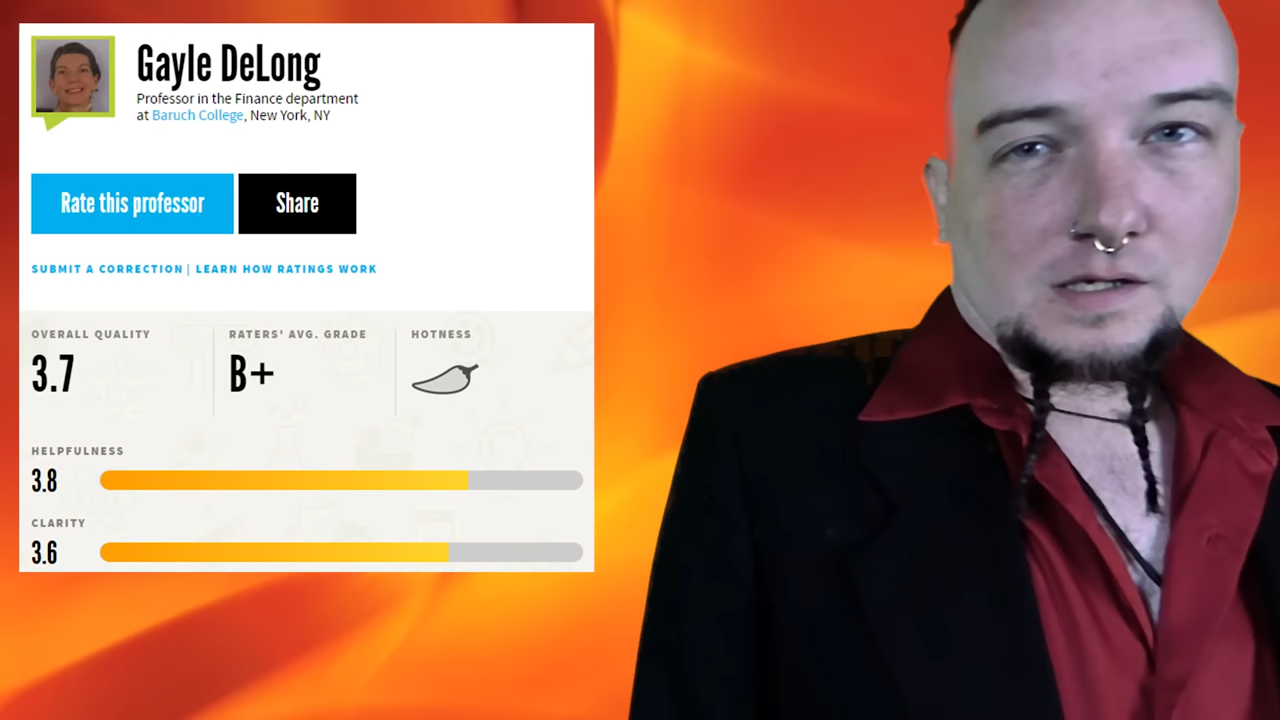 Gayle DeLong
Professor in the Finance department
at Baruch College, New York, NY
Rate this professor
Share
SUBMIT A CORRECTION | LEARN HOW RATINGS WORK
OVERALL QUALITY
3.7
RATERS' AVG. GRADE
B+
HOTNESS
HELPFULNESS
3.8
CLARITY
3.6